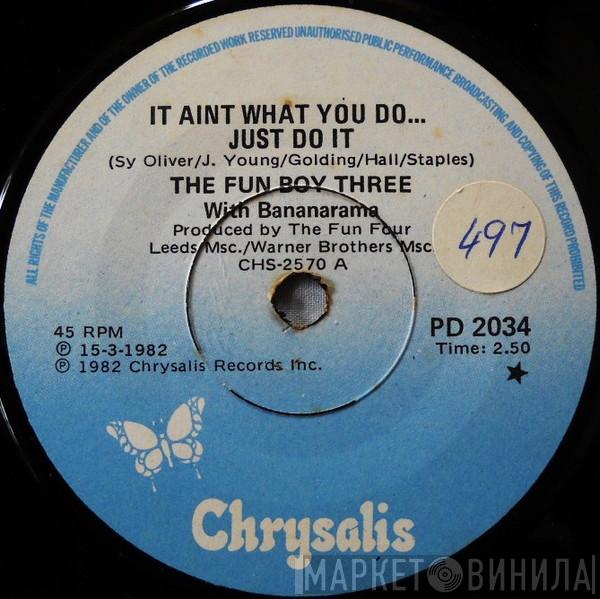 ALL RIGHTS OF THE MANUFACTURER AND OF THE OWNER OF THE RECORDED WORK RESERVED UNAUTHORISED PUBLIC PERFORMANCE BROADCASTING AND COPYING OF THIS RECORD PROHIBITED
IT AINT WHAT YOU DO...
JUST DO IT
(Sy Oliver/J. Young/Golding/Hall/Staples)
THE FUN BOY THREE
With Bananarama
Produced by The Fun Four
Leeds Msc./Warner Brothers Msc.
CHS-2570 A
497
45 RPM
℗ 15-3-1982
© 1982 Chrysalis Records Inc.
PD 2034
Time: 2.50
Chrysalis
МАРКЕТ ВИНИЛА